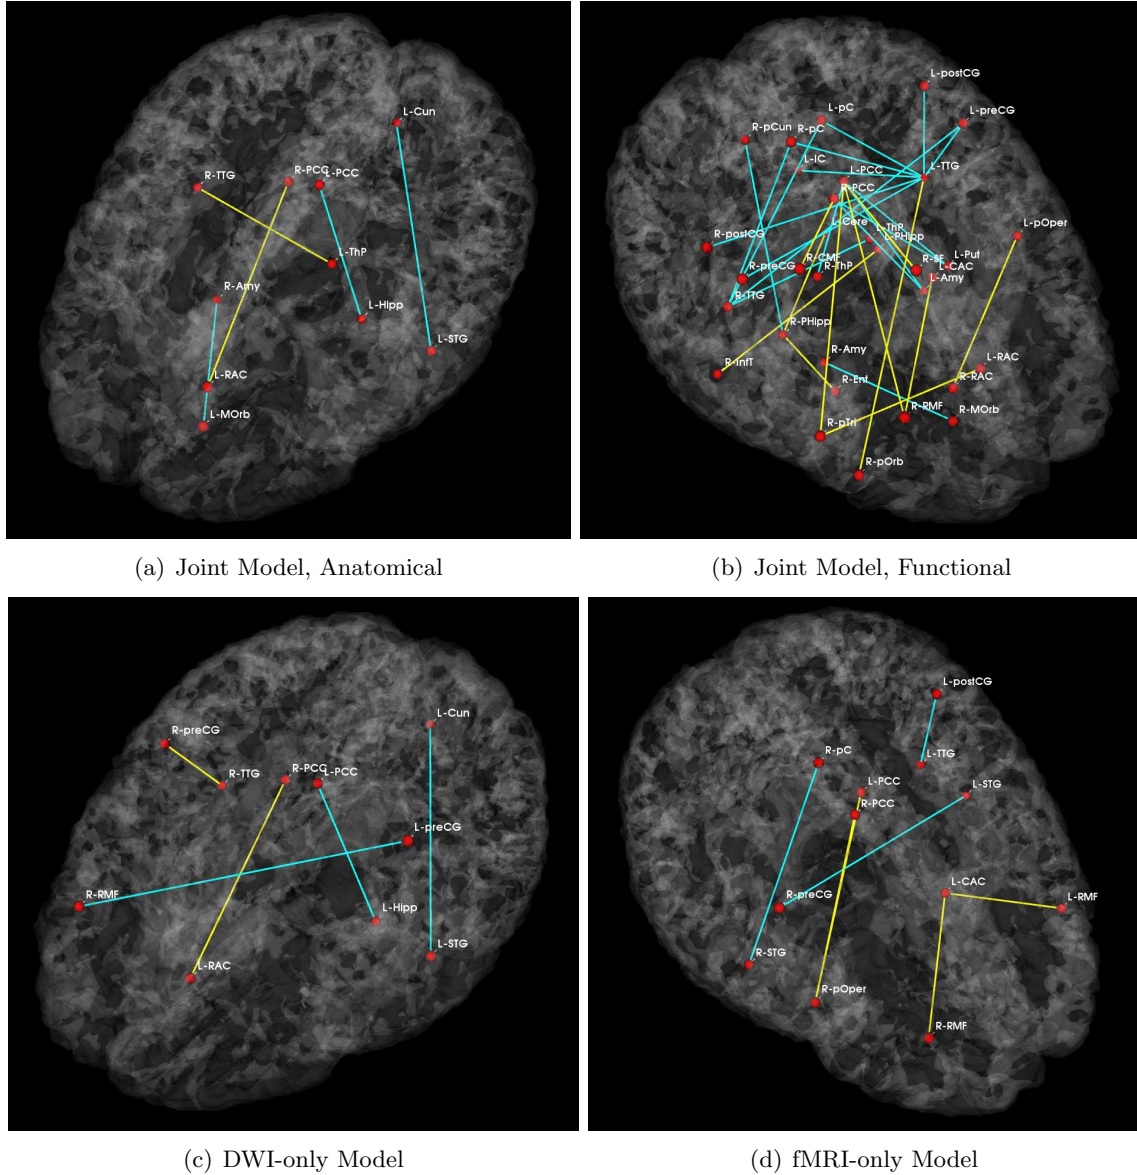 L-Cun
R-TTG
R-PCC
L-PCC
L-ThP
R-Amy
L-Hipp
L-STG
L-RAC
L-MOrb
(a) Joint Model, Anatomical
L-postCG
L-pC
L-preCG
R-pCun
R-pC
L-IC
L-PCC
L-TTG
R-PCC
L-Cere
L-ThP
L-pOper
R-postCG
L-PHipp
R-preCG
R-CMF
R-ThP
R-SF
L-Put
L-CAC
L-Amy
R-TTG
R-PHipp
R-InfT
R-Amy
R-Ent
L-RAC
R-RAC
R-pTri
R-RMF
R-MOrb
R-pOrb
(b) Joint Model, Functional
L-Cun
R-preCG
R-TTG
R-PCC
L-PCC
L-preCG
R-RMF
L-Hipp
L-STG
L-RAC
(c) DWI-only Model
L-postCG
R-pC
L-TTG
L-PCC
L-STG
R-PCC
R-preCG
L-CAC
L-RMF
R-STG
R-pOper
R-RMF
(d) fMRI-only Model